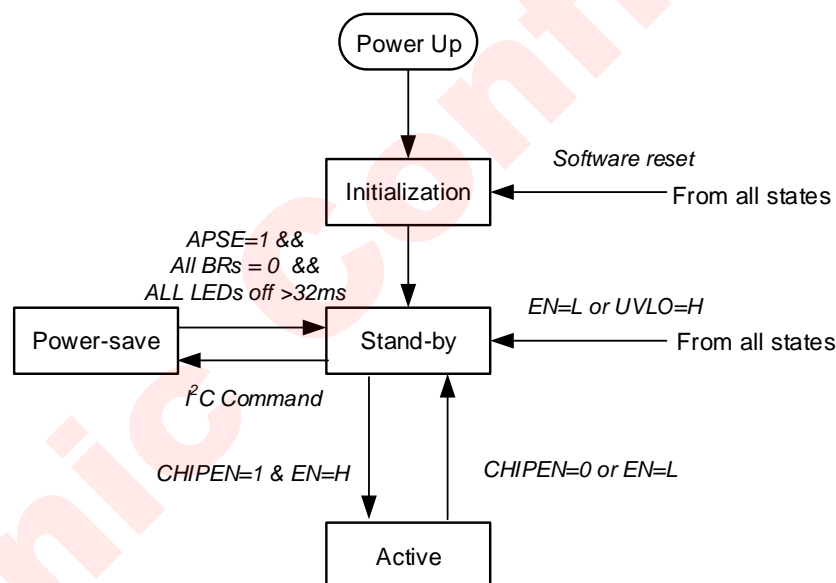 Power Up
Software reset
Initialization
From all states
APSE=1 &&
All BRs = 0 &&
ALL LEDs off >32ms
EN=L or UVLO=H
Power-save
Stand-by
From all states
I²C Command
CHIPEN=1 & EN=H
CHIPEN=0 or EN=L
Active